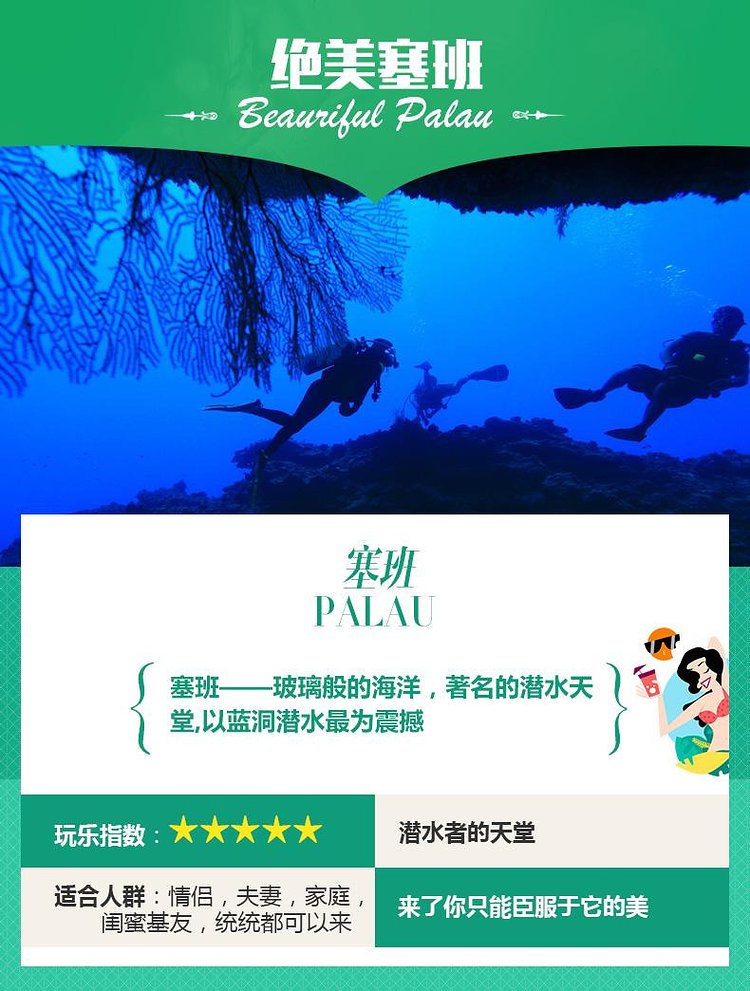 绝美塞班
Beauriful Palau
塞班
PALAU
塞班——玻璃般的海洋，著名的潜水天
堂,以蓝洞潜水最为震撼
玩乐指数：★★★★★
潜水者的天堂
适合人群：情侣，夫妻，家庭，
闺蜜基友，统统都可以来
来了你只能臣服于它的美